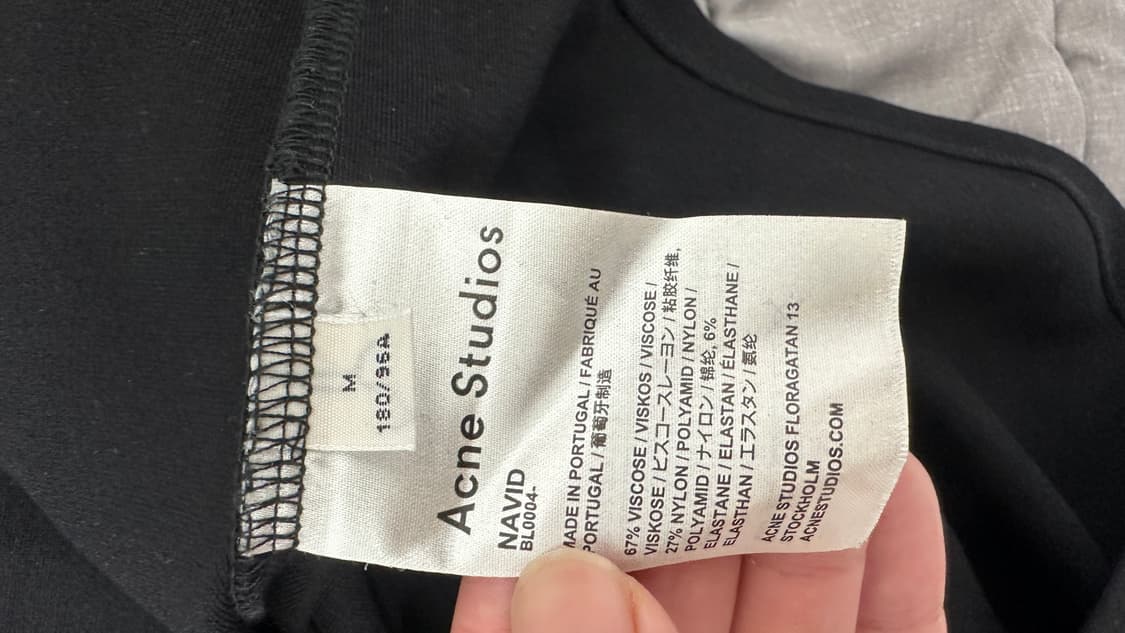 M
180/96A
Acne Studios
NAVID
BL0004-
MADE IN PORTUGAL / FABRIQUÉ AU
PORTUGAL / 葡萄牙制造
67% VISCOSE / VISKOS / VISCOSE /
VISKOSE / ビスコースレーヨン / 粘胶纤维,
27% NYLON / POLYAMID / NYLON /
POLYAMID / ナイロン / 锦纶, 6%
ELASTANE / ELASTAN / ÉLASTHANE /
ELASTHAN / エラスタン / 氨纶
ACNE STUDIOS FLORAGATAN 13
STOCKHOLM
ACNESTUDIOS.COM